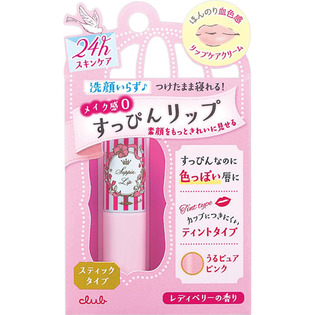 24h
スキンケア
ほんのり血色感
リップケアクリーム
洗顔いらず♪ つけたまま寝れる!
メイク感0
すっぴんリップ
素顔をもっときれいに見せる
Suppin
Lip
すっぴんなのに
色っぽい唇に
Tint type
カップにつきにくい
ティントタイプ
うるピュア
ピンク
スティック
タイプ
club
レディベリーの香り